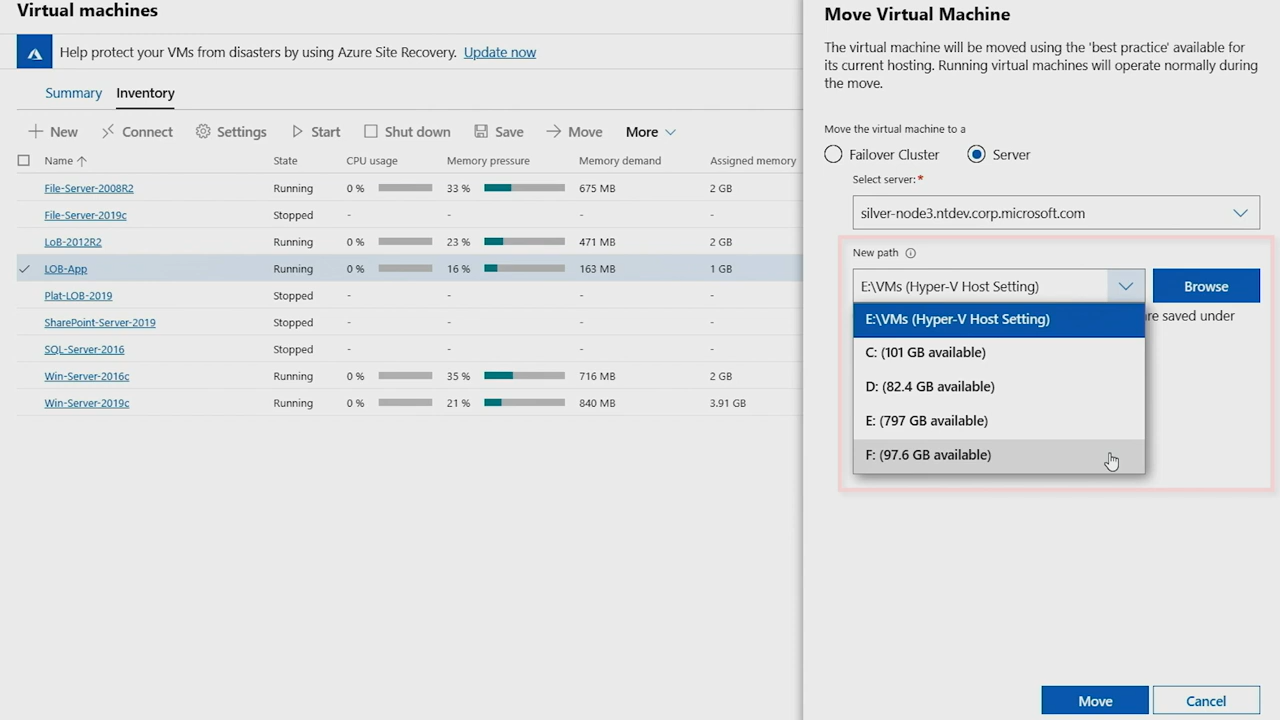 Virtual machines
Help protect your VMs from disasters by using Azure Site Recovery. Update now
Summary Inventory
New Connect Settings Start Shut down Save Move More
Name State CPU usage Memory pressure Memory demand Assigned memory
File-Server-2008R2 Running 0 % 33 % 675 MB 2 GB
File-Server-2019c Stopped - - - -
LoB-2012R2 Running 0 % 23 % 471 MB 2 GB
LOB-App Running 0 % 16 % 163 MB 1 GB
Plat-LOB-2019 Stopped - - - -
SharePoint-Server-2019 Stopped - - - -
SQL-Server-2016 Stopped - - - -
Win-Server-2016c Running 0 % 35 % 716 MB 2 GB
Win-Server-2019c Running 0 % 21 % 840 MB 3.91 GB
Move Virtual Machine
The virtual machine will be moved using the 'best practice' available for
its current hosting. Running virtual machines will operate normally during
the move.
Move the virtual machine to a
Failover Cluster Server
Select server:*
silver-node3.ntdev.corp.microsoft.com
New path
E:\VMs (Hyper-V Host Setting) Browse
are saved under
E:\VMs (Hyper-V Host Setting)
C: (101 GB available)
D: (82.4 GB available)
E: (797 GB available)
F: (97.6 GB available)
Move Cancel